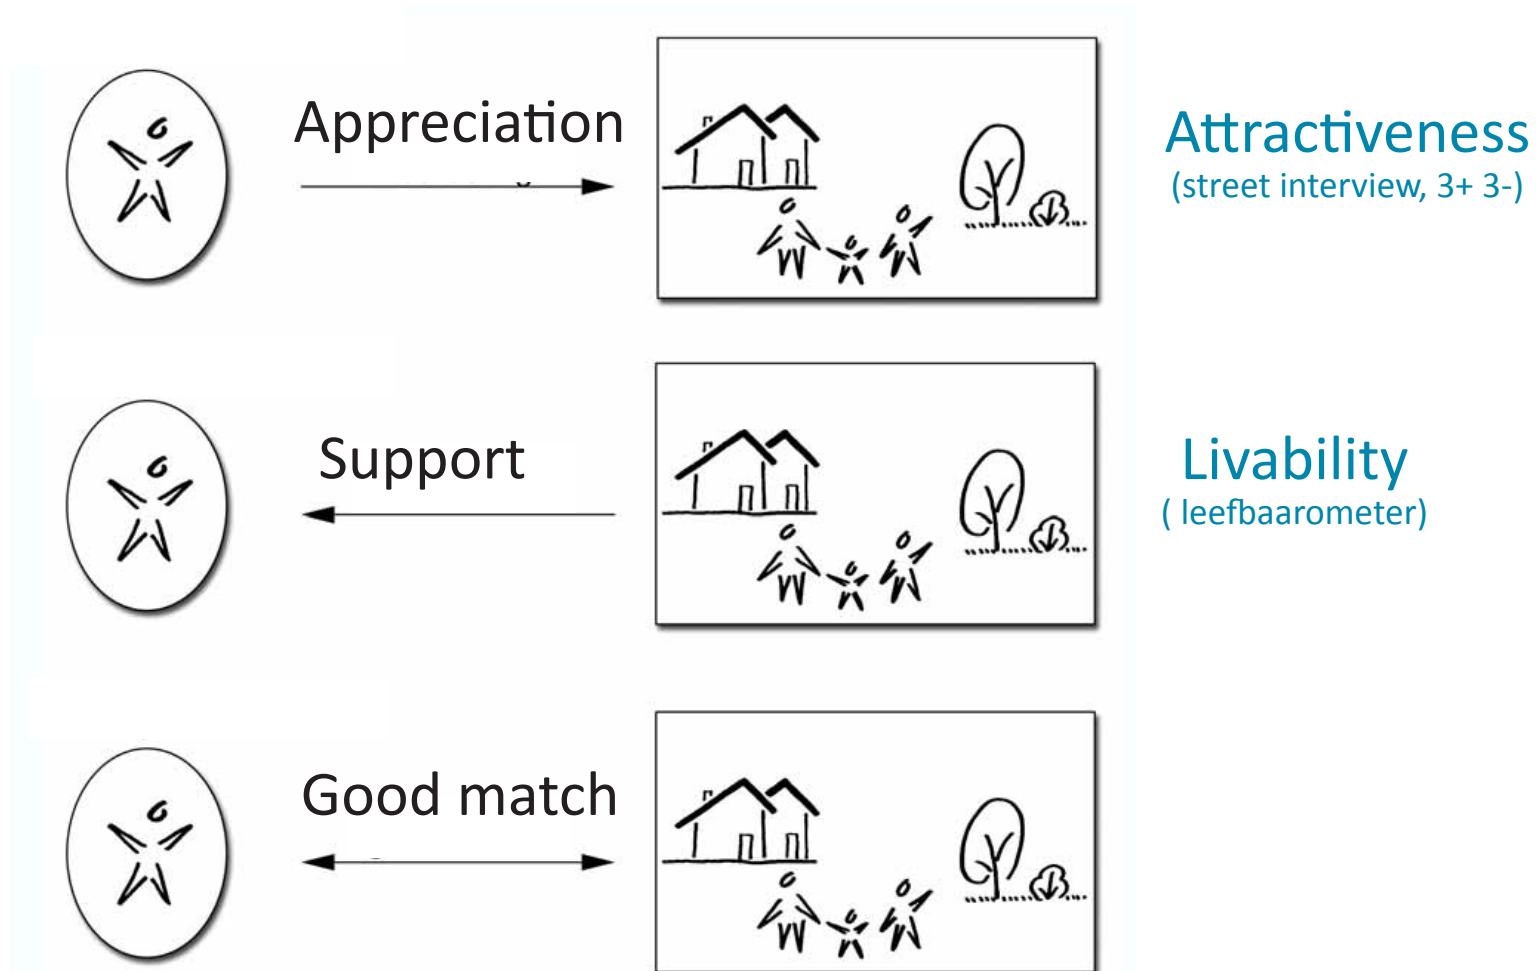 Appreciation
Attractiveness
(street interview, 3+ 3-)
Support
Livability
( leefbaarometer)
Good match